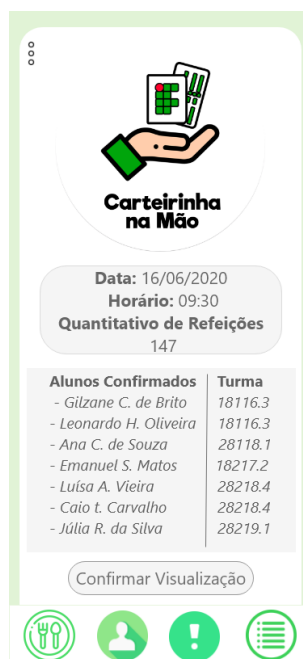 Carteirinha
na Mão
Data: 16/06/2020
Horário: 09:30
Quantitativo de Refeições
147
Alunos Confirmados Turma
- Gilzane C. de Brito 18116.3
- Leonardo H. Oliveira 18116.3
- Ana C. de Souza 28118.1
- Emanuel S. Matos 18217.2
- Luísa A. Vieira 28218.4
- Caio t. Carvalho 28218.4
- Júlia R. da Silva 28219.1
Confirmar Visualização
!